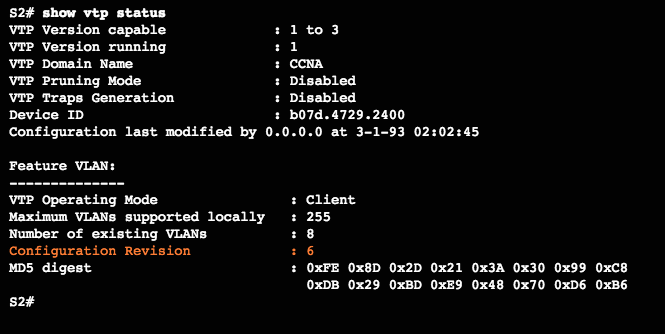 S2# show vtp status
VTP Version capable : 1 to 3
VTP Version running : 1
VTP Domain Name : CCNA
VTP Pruning Mode : Disabled
VTP Traps Generation : Disabled
Device ID : b07d.4729.2400
Configuration last modified by 0.0.0.0 at 3-1-93 02:02:45
Feature VLAN:
--------------
VTP Operating Mode : Client
Maximum VLANs supported locally : 255
Number of existing VLANs : 8
Configuration Revision : 6
MD5 digest : 0xFE 0x8D 0x2D 0x21 0x3A 0x30 0x99 0xC8
0xDB 0x29 0xBD 0xE9 0x48 0x70 0xD6 0xB6
S2#